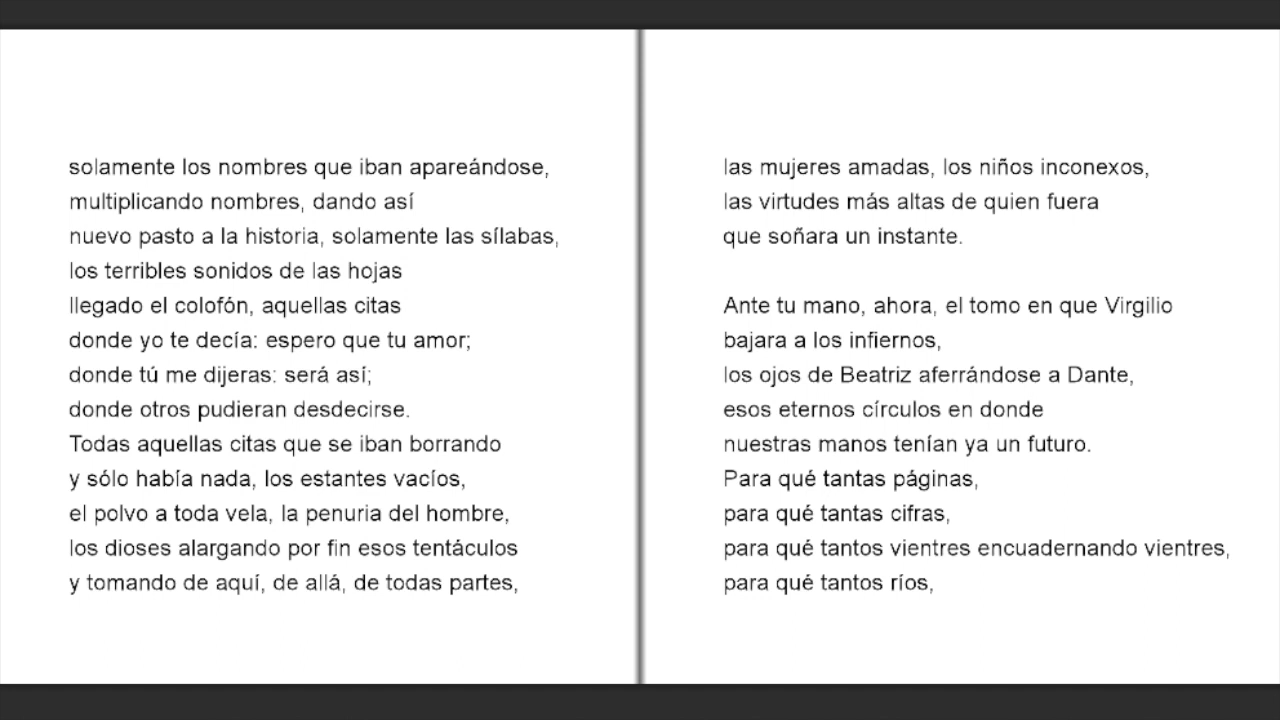 solamente los nombres que iban apareándose,
multiplicando nombres, dando así
nuevo pasto a la historia, solamente las sílabas,
los terribles sonidos de las hojas
llegado el colofón, aquellas citas
donde yo te decía: espero que tu amor;
donde tú me dijeras: será así;
donde otros pudieran desdecirse.
Todas aquellas citas que se iban borrando
y sólo había nada, los estantes vacíos,
el polvo a toda vela, la penuria del hombre,
los dioses alargando por fin esos tentáculos
y tomando de aquí, de allá, de todas partes,
las mujeres amadas, los niños inconexos,
las virtudes más altas de quien fuera
que soñara un instante.
Ante tu mano, ahora, el tomo en que Virgilio
bajara a los infiernos,
los ojos de Beatriz aferrándose a Dante,
esos eternos círculos en donde
nuestras manos tenían ya un futuro.
Para qué tantas páginas,
para qué tantas cifras,
para qué tantos vientres encuadernando vientres,
para qué tantos ríos,